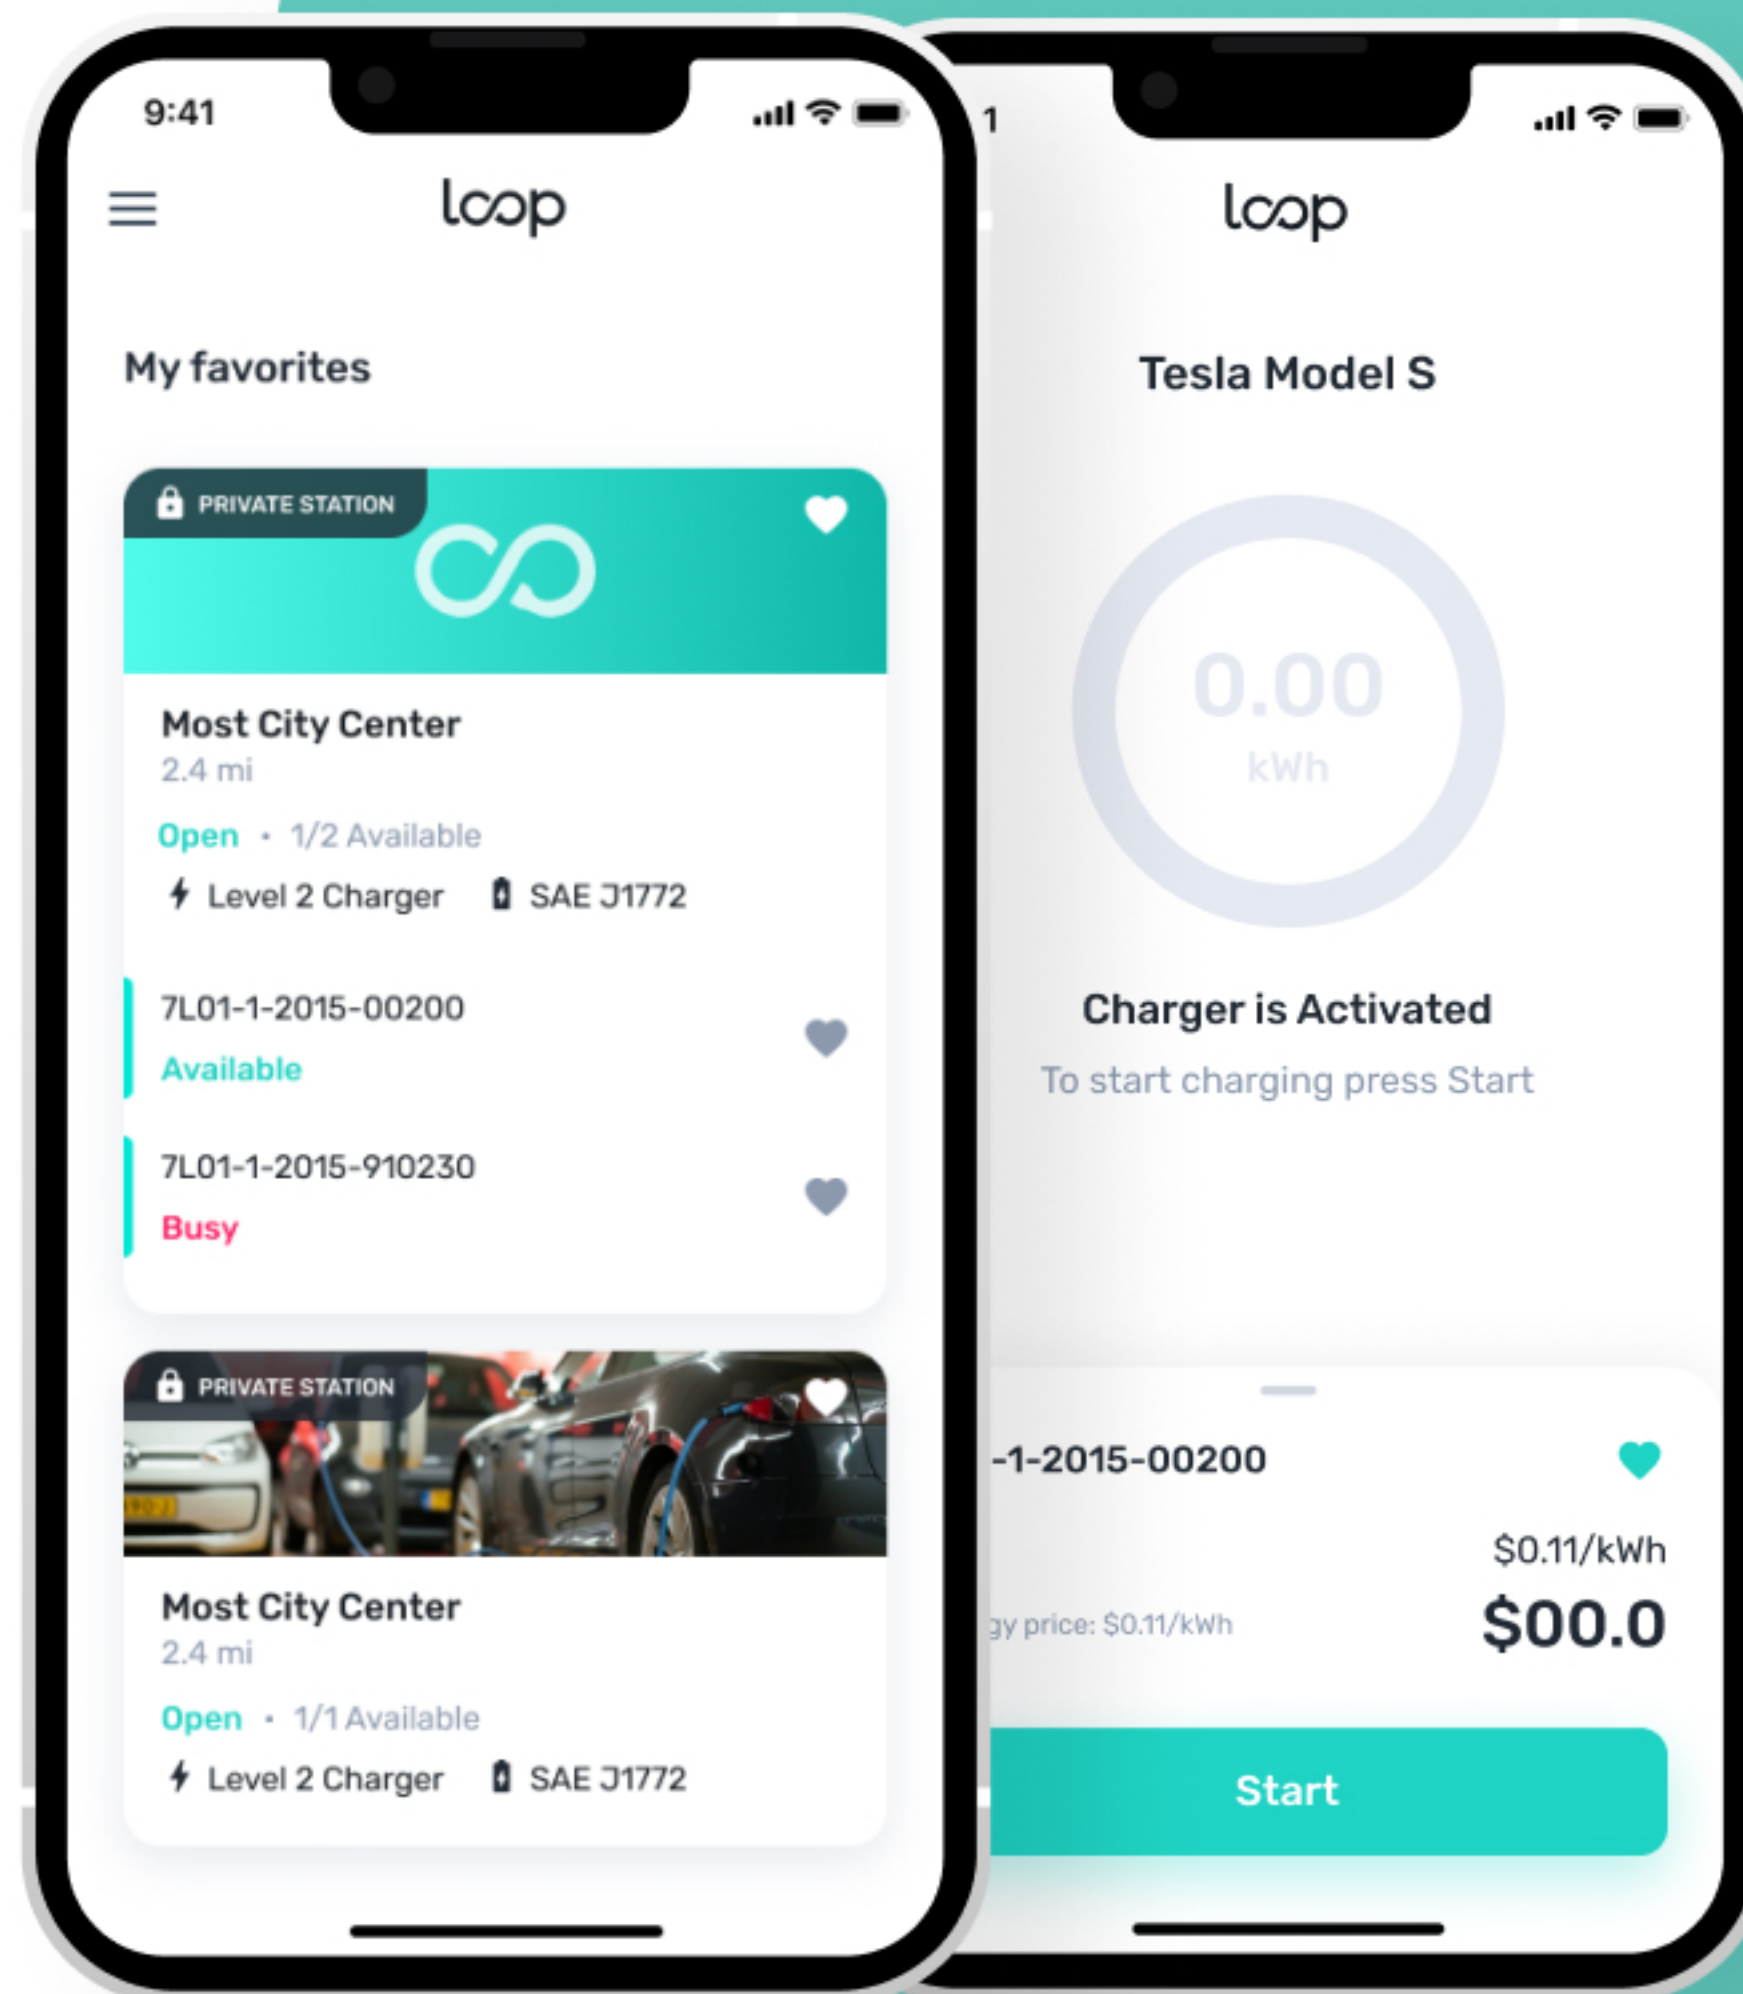 9:41
loop
My favorites
PRIVATE STATION
Most City Center
2.4 mi
Open • 1/2 Available
Level 2 Charger SAE J1772
7L01-1-2015-00200
Available
7L01-1-2015-910230
Busy
PRIVATE STATION
Most City Center
2.4 mi
Open • 1/1 Available
Level 2 Charger SAE J1772
1
loop
Tesla Model S
0.00
kWh
Charger is Activated
To start charging press Start
-1-2015-00200
$0.11/kWh
gy price: $0.11/kWh
$00.0
Start